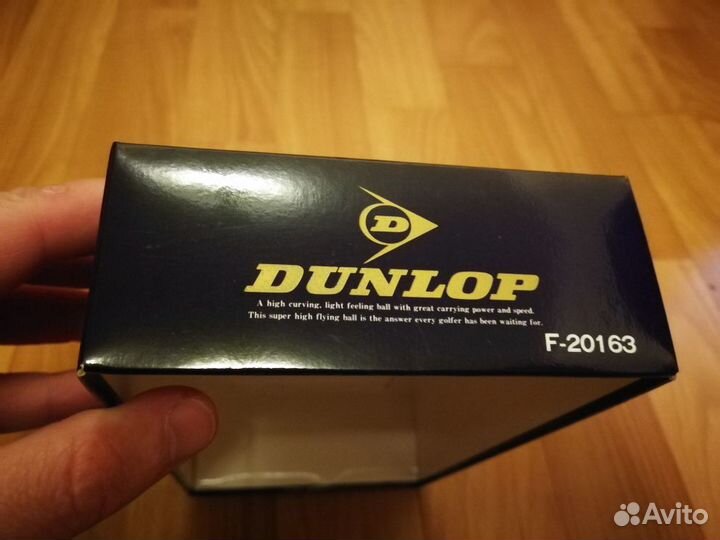 D
DUNLOP
A high curving, light feeling ball with great carrying power and speed.
This super high flying ball is the answer every golfer has been waiting for.
F-20163
Avito